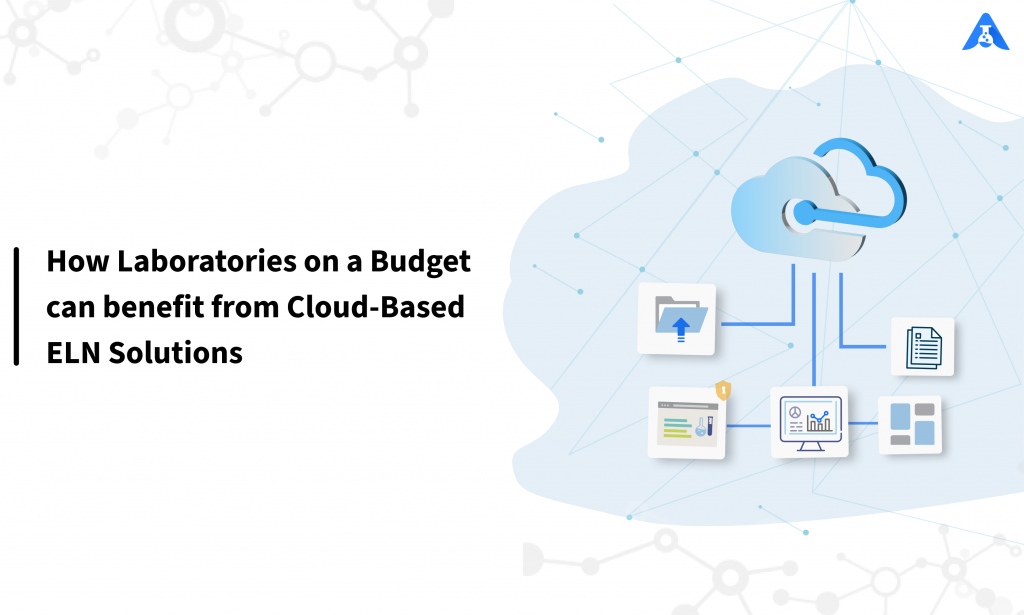 How Laboratories on a Budget
can benefit from Cloud-Based
ELN Solutions